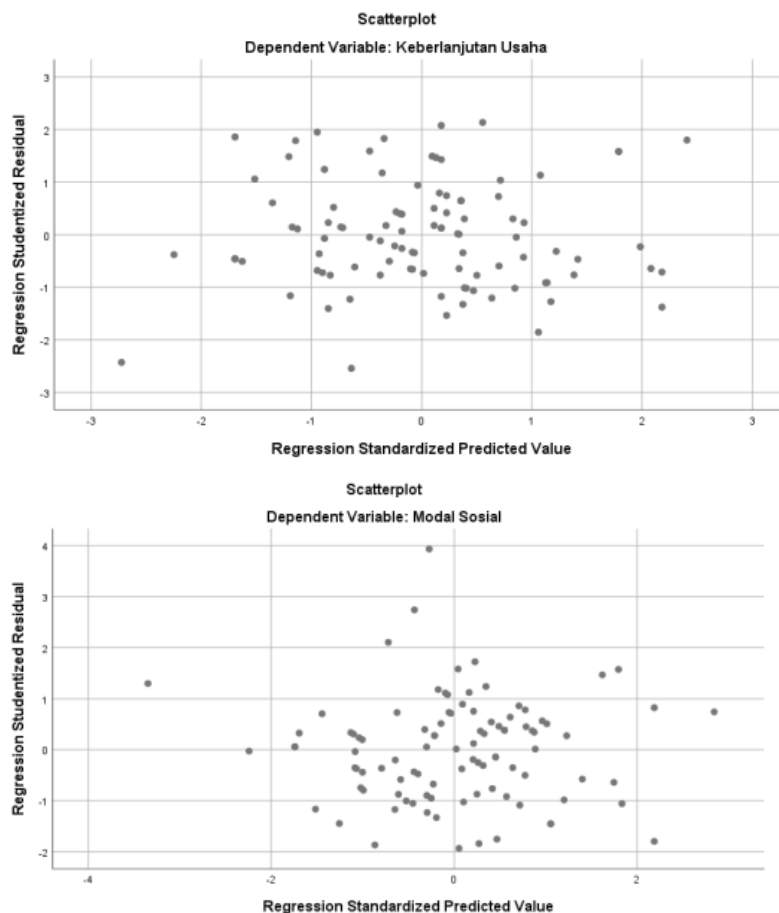 Scatterplot
Dependent Variable: Keberlanjutan Usaha
Regression Studentized Residual
3
2
1
0
-1
-2
-3
-3 -2 -1 0 1 2 3
Regression Standardized Predicted Value
Scatterplot
Dependent Variable: Modal Sosial
Regression Studentized Residual
4
3
2
1
0
-1
-2
-4 -2 0 2
Regression Standardized Predicted Value